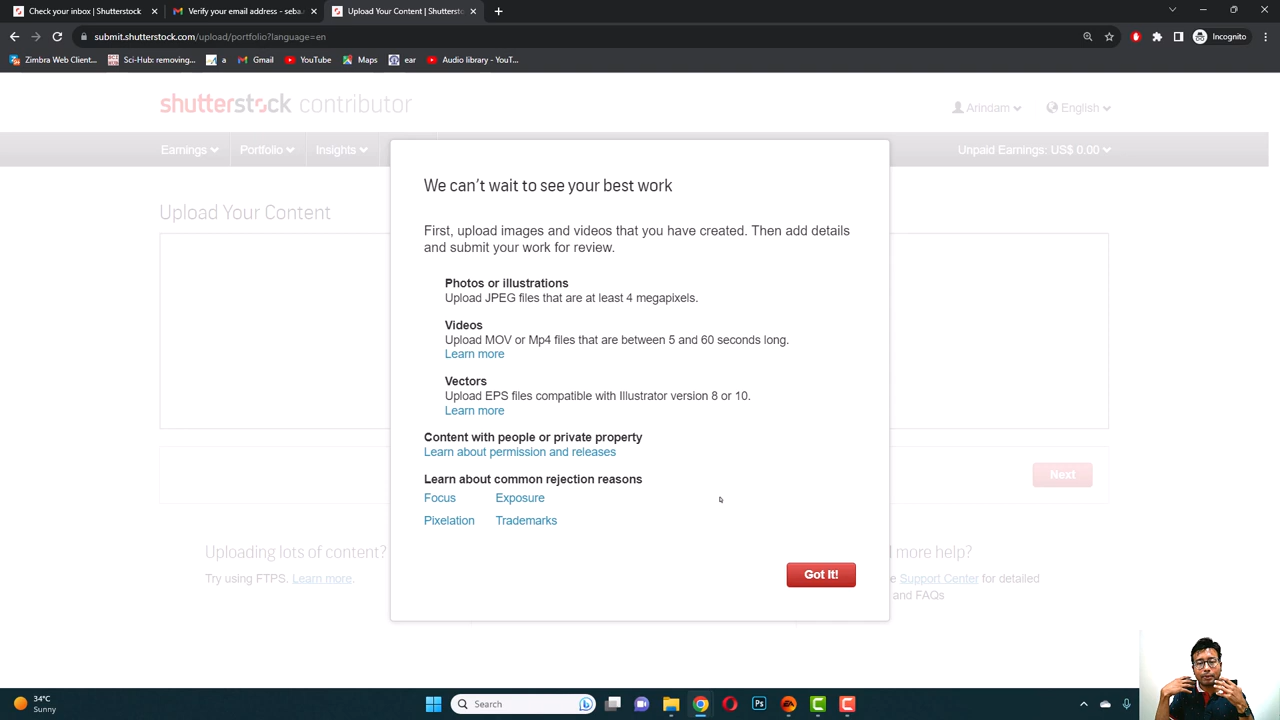 Check your inbox | Shutterstock
Verify your email address - seba.
Upload Your Content | Shuttersto
submit.shutterstock.com/upload/portfolio?language=en
Incognito
Zimbra Web Client...
Sci-Hub: removing...
a
Gmail
YouTube
Maps
ear
Audio library - YouT...
shutterstock contributor
Arindam
English
Earnings
Portfolio
Insights
Unpaid Earnings: US$ 0.00
Upload Your Content
We can't wait to see your best work
First, upload images and videos that you have created. Then add details
and submit your work for review.
Photos or illustrations
Upload JPEG files that are at least 4 megapixels.
Videos
Upload MOV or Mp4 files that are between 5 and 60 seconds long.
Learn more
Vectors
Upload EPS files compatible with Illustrator version 8 or 10.
Learn more
Content with people or private property
Learn about permission and releases
Learn about common rejection reasons
Focus
Exposure
Pixelation
Trademarks
Got It!
Next
Uploading lots of content?
Try using FTPS. Learn more.
more help?
Support Center for detailed
and FAQs
34°C
Sunny
Search
Ps